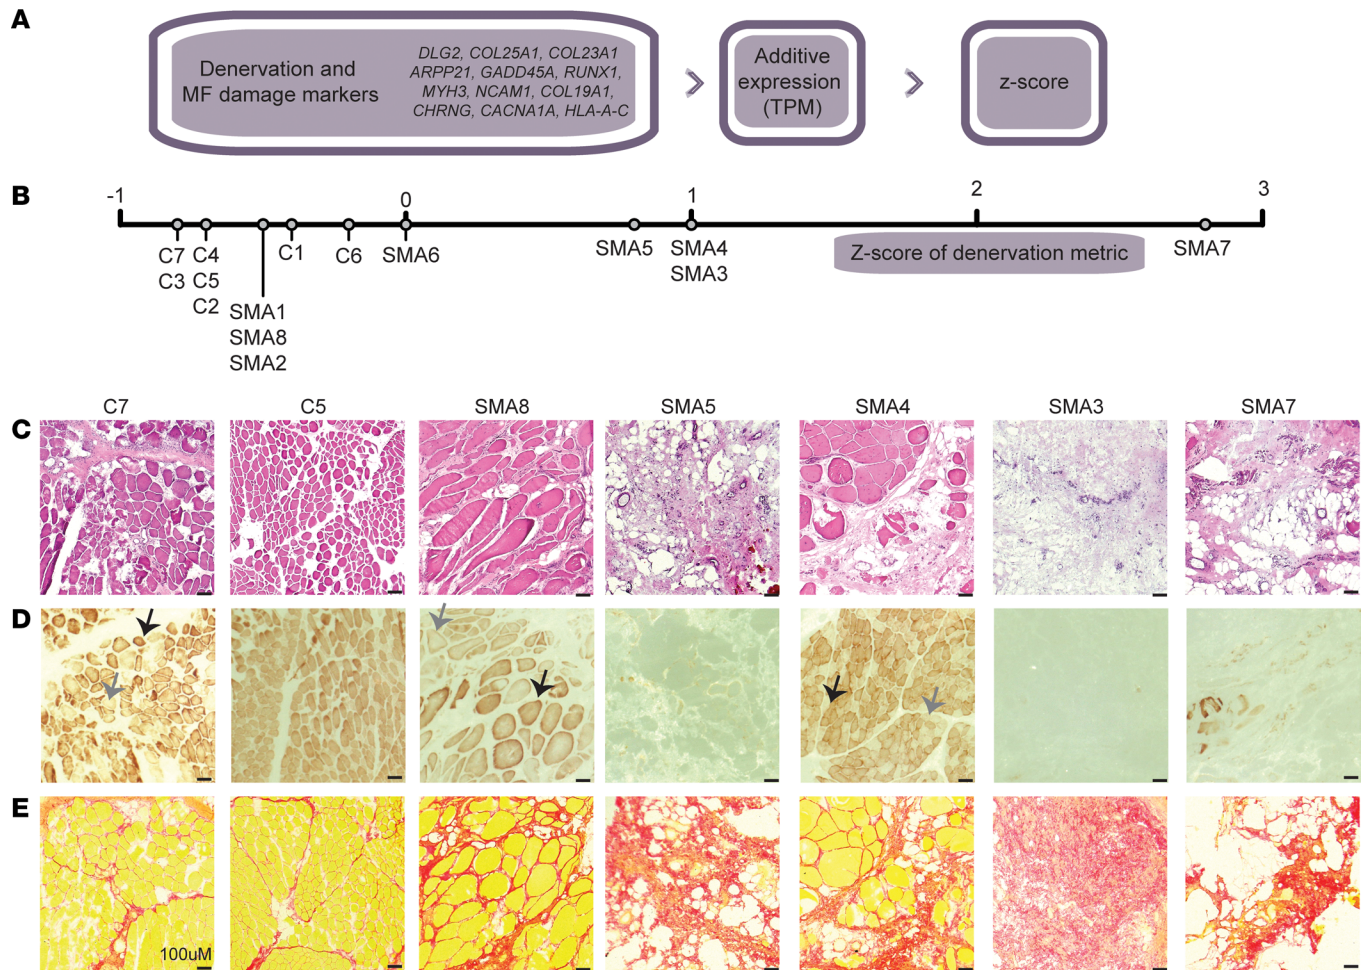 A
Denervation and
MF damage markers
DLG2, COL25A1, COL23A1
ARPP21, GADD45A, RUNX1,
MYH3, NCAM1, COL19A1,
CHRNG, CACNA1A, HLA-A-C
Additive
expression
(TPM)
z-score
B
-1
0
1
2
3
C7
C3
C4
C5
C2
SMA1
SMA8
SMA2
C1
C6
SMA6
SMA5
SMA4
SMA3
Z-score of denervation metric
SMA7
C7
C5
SMA8
SMA5
SMA4
SMA3
SMA7
C
D
E
100uM